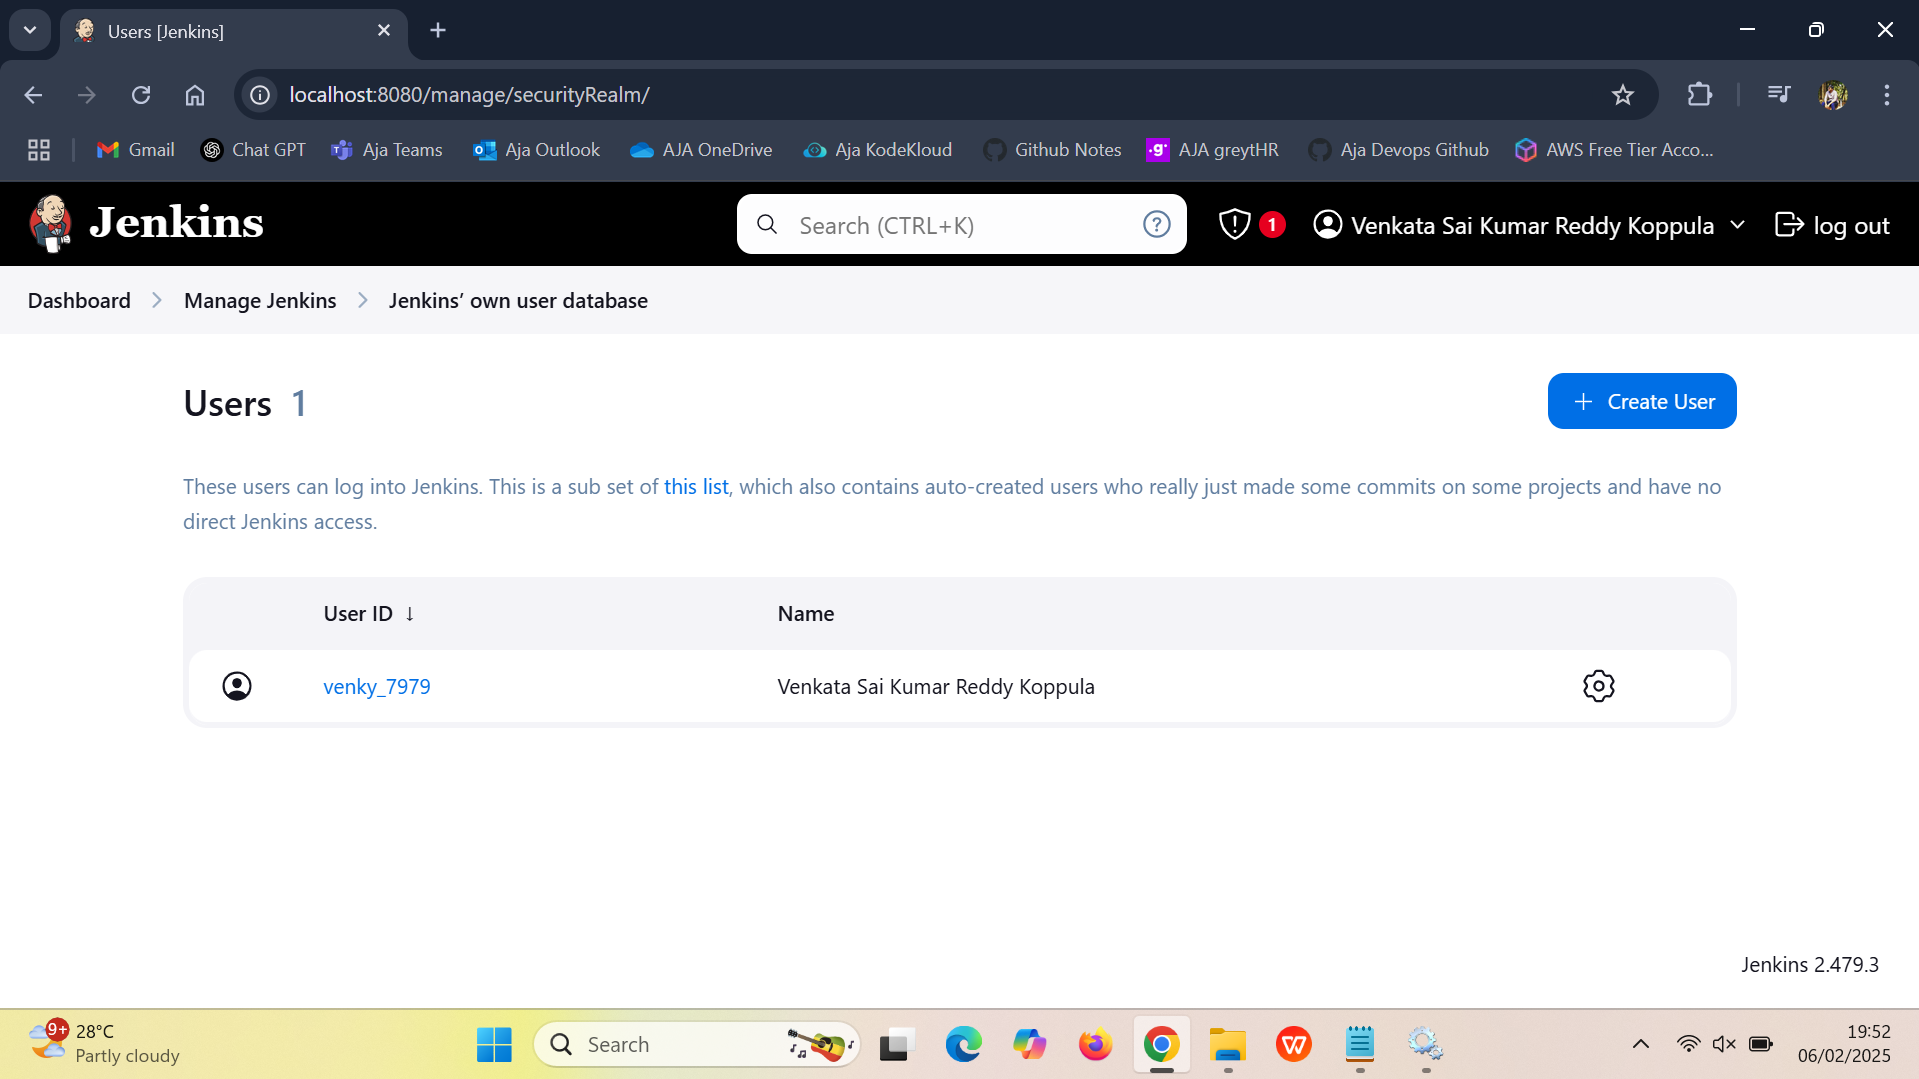 Users [Jenkins]
localhost:8080/manage/securityRealm/
Gmail
Chat GPT
Aja Teams
Aja Outlook
AJA OneDrive
Aja KodeKloud
Github Notes
.g
AJA greytHR
Aja Devops Github
AWS Free Tier Acco...
Jenkins
Search (CTRL+K)
?
1
Venkata Sai Kumar Reddy Koppula
log out
Dashboard > Manage Jenkins > Jenkins’ own user database
Users 1
+ Create User
These users can log into Jenkins. This is a sub set of this list, which also contains auto-created users who really just made some commits on some projects and have no
direct Jenkins access.
User ID ↓ Name
venky_7979 Venkata Sai Kumar Reddy Koppula
Jenkins 2.479.3
9+
28°C
Partly cloudy
Search
19:52
06/02/2025